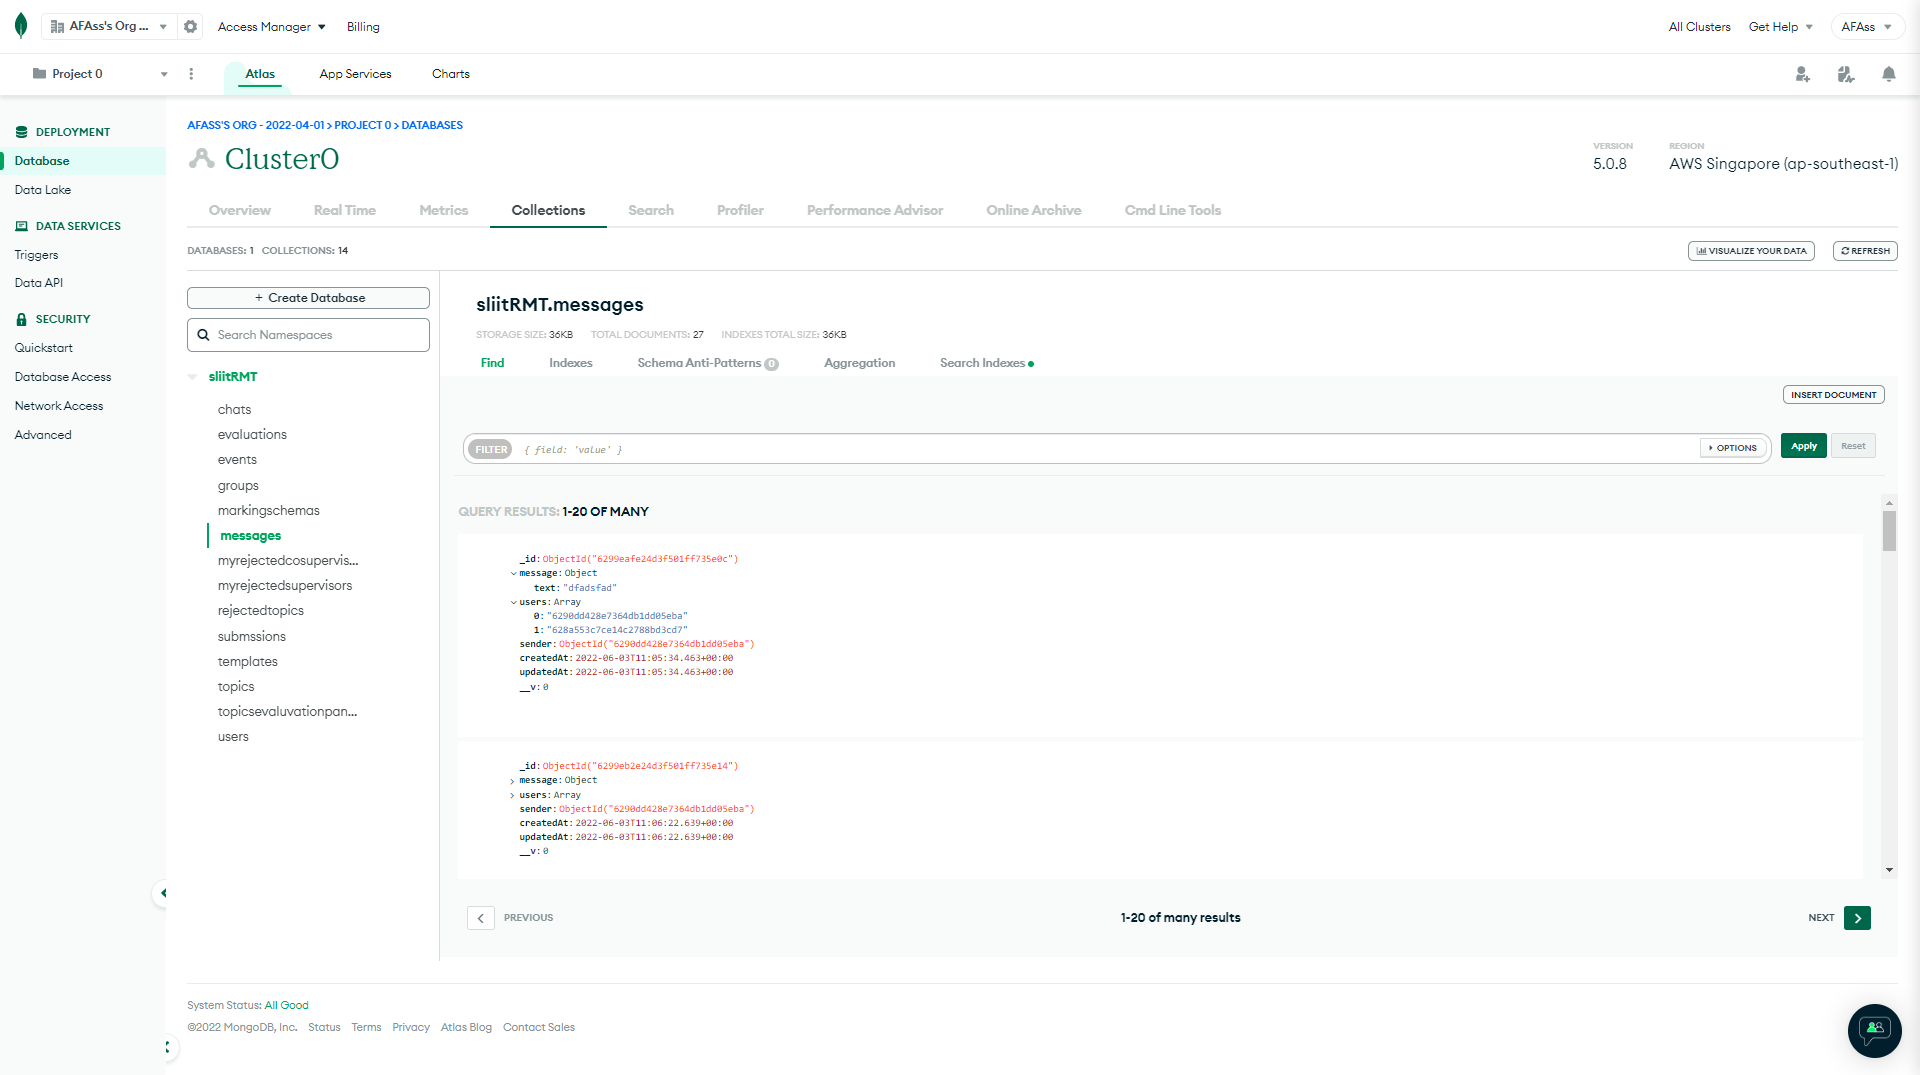 AFAss's Org ...
Access Manager
Billing
All Clusters
Get Help
AFAss
Project 0
Atlas
App Services
Charts
DEPLOYMENT
Database
Data Lake
DATA SERVICES
Triggers
Data API
SECURITY
Quickstart
Database Access
Network Access
Advanced
AFASS'S ORG - 2022-04-01 > PROJECT 0 > DATABASES
Cluster0
VERSION
5.0.8
REGION
AWS Singapore (ap-southeast-1)
Overview
Real Time
Metrics
Collections
Search
Profiler
Performance Advisor
Online Archive
Cmd Line Tools
DATABASES: 1 COLLECTIONS: 14
VISUALIZE YOUR DATA
REFRESH
+ Create Database
Search Namespaces
sliitRMT
chats
evaluations
events
groups
markingschemas
messages
myrejectedcosupervis...
myrejectedsupervisors
rejectedtopics
submssions
templates
topics
topicsevaluvationpan...
users
sliitRMT.messages
STORAGE SIZE: 36KB TOTAL DOCUMENTS: 27 INDEXES TOTAL SIZE: 36KB
Find
Indexes
Schema Anti-Patterns 0
Aggregation
Search Indexes
INSERT DOCUMENT
FILTER { field: 'value' }
OPTIONS
Apply
Reset
QUERY RESULTS: 1-20 OF MANY
_id: ObjectId("6299eafe24d3f501ff735e0c")
message: Object
text: "dfadsfad"
users: Array
0: "6290dd428e7364db1dd05eba"
1: "628a553c7ce14c2788bd3cd7"
sender: ObjectId("6290dd428e7364db1dd05eba")
createdAt: 2022-06-03T11:05:34.463+00:00
updatedAt: 2022-06-03T11:05:34.463+00:00
__v: 0
_id: ObjectId("6299eb2e24d3f501ff735e14")
message: Object
users: Array
sender: ObjectId("6290dd428e7364db1dd05eba")
createdAt: 2022-06-03T11:06:22.639+00:00
updatedAt: 2022-06-03T11:06:22.639+00:00
__v: 0
PREVIOUS
1-20 of many results
NEXT
System Status: All Good
©2022 MongoDB, Inc. Status Terms Privacy Atlas Blog Contact Sales